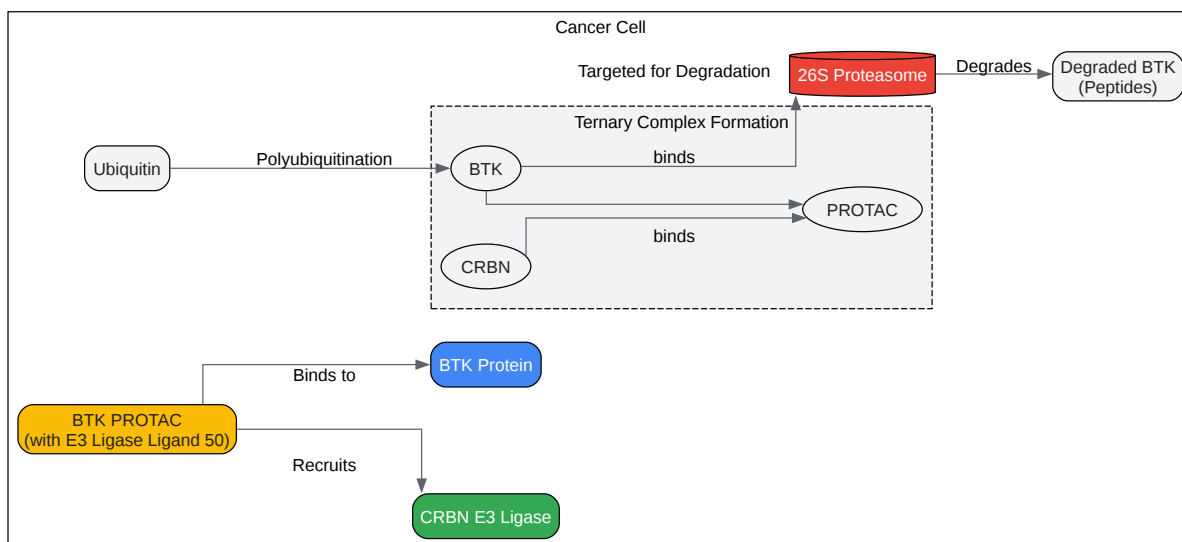 Cancer Cell
Targeted for Degradation
26S Proteasome
Degrades
Degraded BTK
(Peptides)
Ternary Complex Formation
Ubiquitin
Polyubiquitination
BTK
binds
PROTAC
binds
CRBN
BTK Protein
Binds to
BTK PROTAC
(with E3 Ligase Ligand 50)
Recruits
CRBN E3 Ligase